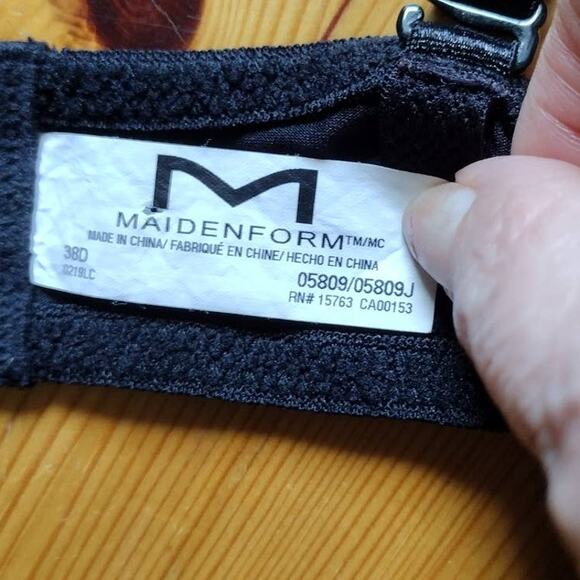 M
MAIDENFORM™/MC
MADE IN CHINA/ FABRIQUÉ EN CHINE/ HECHO EN CHINA
38D
0219LC
05809/05809J
RN# 15763 CA00153